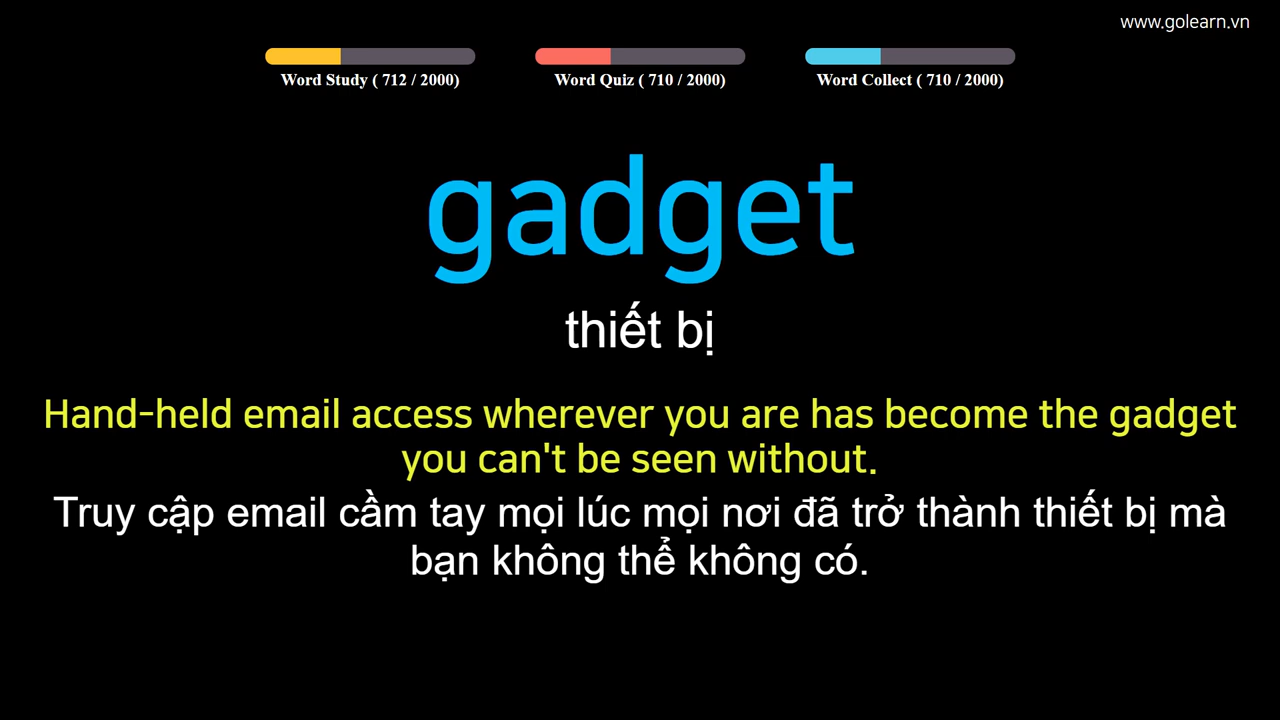 www.golearn.vn
Word Study ( 712 / 2000) Word Quiz ( 710 / 2000) Word Collect ( 710 / 2000)
gadget
thiết bị
Hand-held email access wherever you are has become the gadget
you can't be seen without.
Truy cập email cầm tay mọi lúc mọi nơi đã trở thành thiết bị mà
bạn không thể không có.